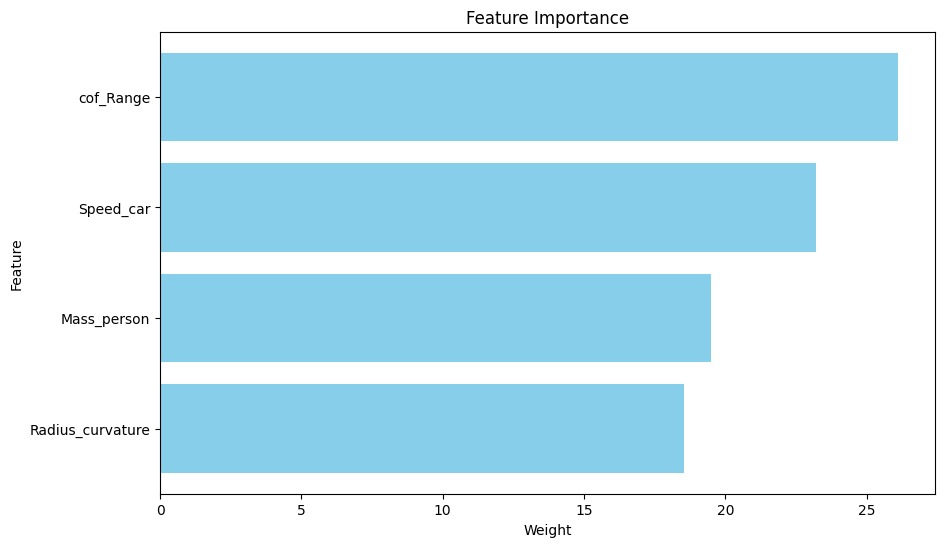 Feature Importance
Feature
cof_Range
Speed_car
Mass_person
Radius_curvature
0 5 10 15 20 25
Weight